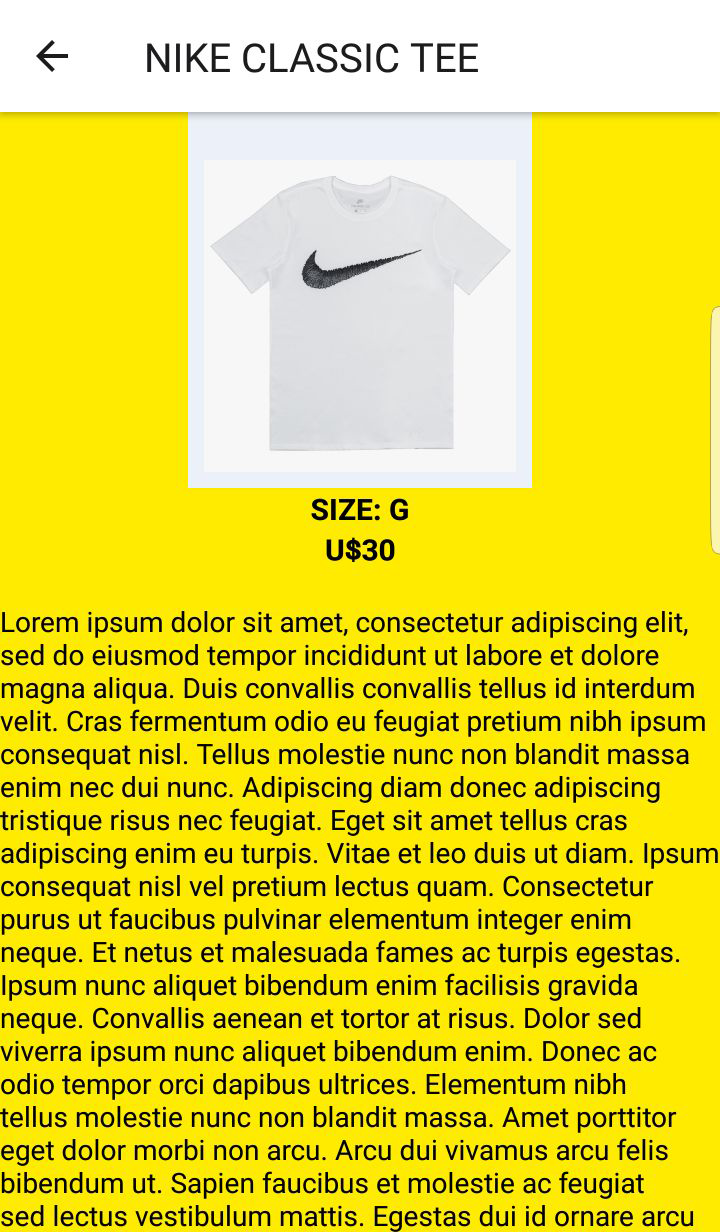 NIKE CLASSIC TEE
SIZE: G
U$30
Lorem ipsum dolor sit amet, consectetur adipiscing elit,
sed do eiusmod tempor incididunt ut labore et dolore
magna aliqua. Duis convallis convallis tellus id interdum
velit. Cras fermentum odio eu feugiat pretium nibh ipsum
consequat nisl. Tellus molestie nunc non blandit massa
enim nec dui nunc. Adipiscing diam donec adipiscing
tristique risus nec feugiat. Eget sit amet tellus cras
adipiscing enim eu turpis. Vitae et leo duis ut diam. Ipsum
consequat nisl vel pretium lectus quam. Consectetur
purus ut faucibus pulvinar elementum integer enim
neque. Et netus et malesuada fames ac turpis egestas.
Ipsum nunc aliquet bibendum enim facilisis gravida
neque. Convallis aenean et tortor at risus. Dolor sed
viverra ipsum nunc aliquet bibendum enim. Donec ac
odio tempor orci dapibus ultrices. Elementum nibh
tellus molestie nunc non blandit massa. Amet porttitor
eget dolor morbi non arcu. Arcu dui vivamus arcu felis
bibendum ut. Sapien faucibus et molestie ac feugiat
sed lectus vestibulum mattis. Egestas dui id ornare arcu